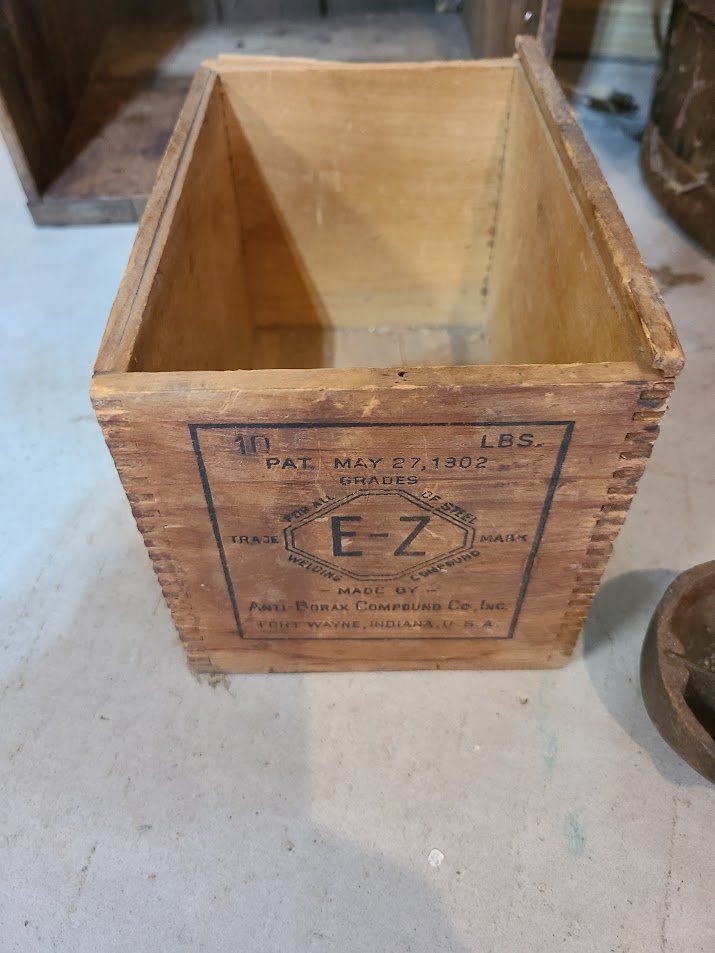 10 LBS.
PAT. MAY 27, 1902
GRADES
FOR ALL OF STEEL
TRADE E-Z MARK
WELDING COMPOUND
- MADE BY -
ANTI-BORAX COMPOUND CO., INC.
FORT WAYNE, INDIANA, U.S.A.